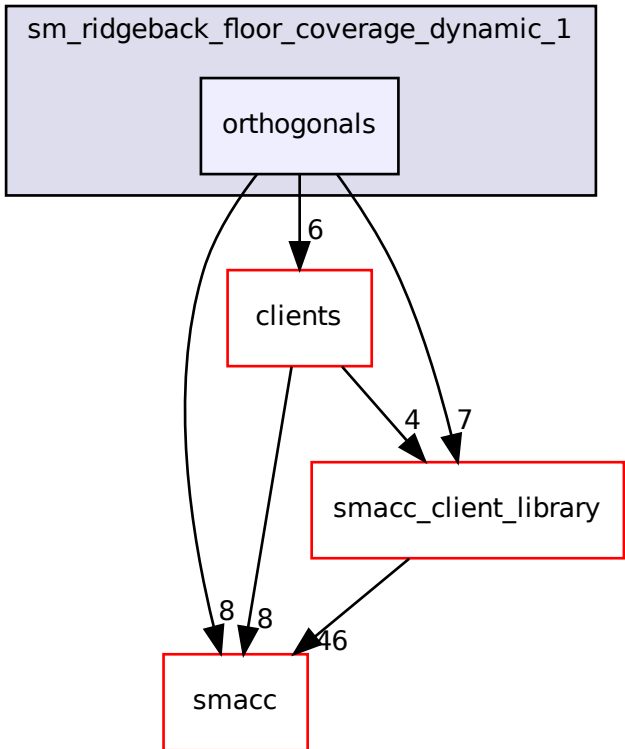 sm_ridgeback_floor_coverage_dynamic_1
orthogonals
6
clients
4
7
smacc_client_library
8
8
46
smacc